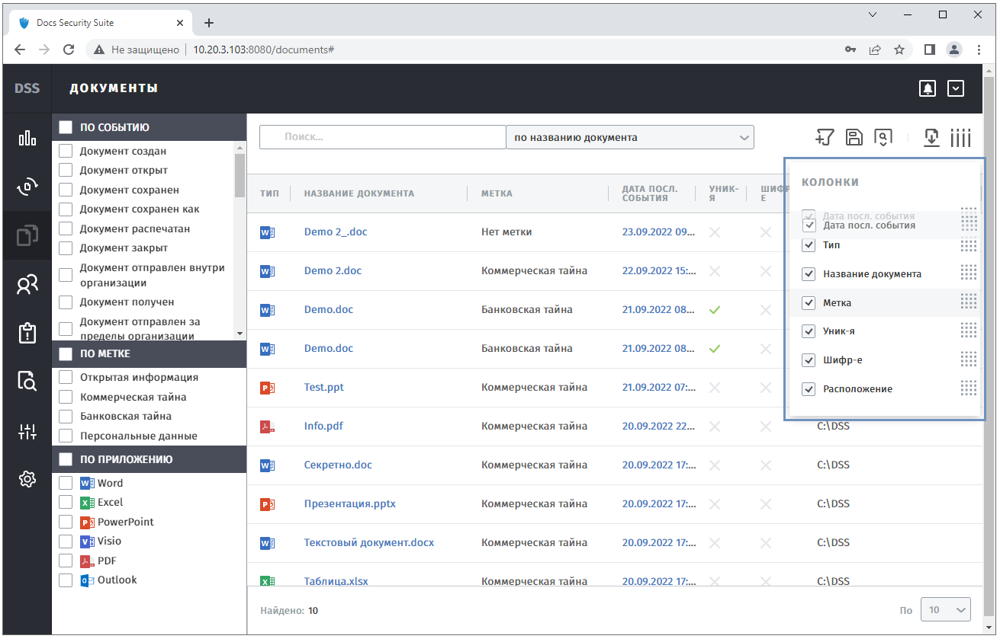 Docs Security Suite
Не защищено
10.20.3.103:8080/documents#
DSS
ДОКУМЕНТЫ
ПО СОБЫТИЮ
Документ создан
Документ открыт
Документ сохранен
Документ сохранен как
Документ распечатан
Документ закрыт
Документ отправлен внутри
организации
Документ получен
Документ отправлен за
пределы организации
ПО МЕТКЕ
Открытая информация
Коммерческая тайна
Банковская тайна
Персональные данные
ПО ПРИЛОЖЕНИЮ
Word
Excel
PowerPoint
Visio
PDF
Outlook
Поиск...
по названию документа
ТИП НАЗВАНИЕ ДОКУМЕНТА МЕТКА ДАТА ПОСЛ. СОБЫТИЯ УНИК-Я ШИФР Е
Demo 2_.doc Нет метки 23.09.2022 09...
Demo 2.doc Коммерческая тайна 22.09.2022 15:...
Demo.doc Банковская тайна 21.09.2022 08...
Demo.doc Банковская тайна 21.09.2022 08...
Test.ppt Коммерческая тайна 21.09.2022 07:...
Info.pdf Коммерческая тайна 20.09.2022 22... C:\DSS
Секретно.doc Коммерческая тайна 20.09.2022 17:... C:\DSS
Презентация.pptx Коммерческая тайна 20.09.2022 17:... C:\DSS
Текстовый документ.docx Коммерческая тайна 20.09.2022 17:... C:\DSS
Таблица.xlsx Коммерческая тайна 20.09.2022 17:... C:\DSS
КОЛОНКИ
Дата посл. события
Дата посл. события
Тип
Название документа
Метка
Уник-я
Шифр-е
Расположение
Найдено: 10
По 10